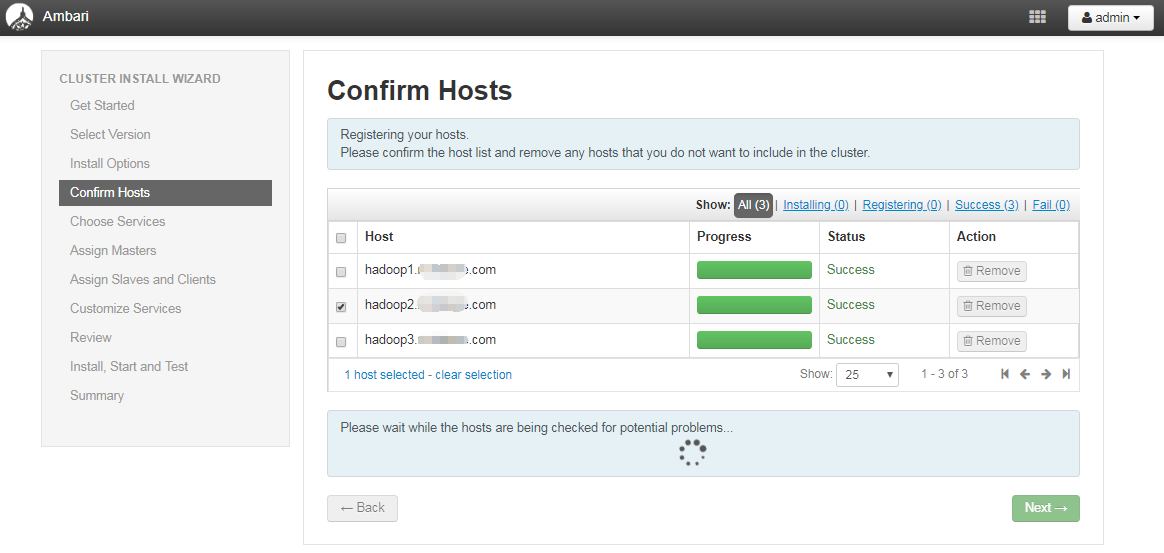 Ambari
admin
CLUSTER INSTALL WIZARD
Get Started
Select Version
Install Options
Confirm Hosts
Choose Services
Assign Masters
Assign Slaves and Clients
Customize Services
Review
Install, Start and Test
Summary
Confirm Hosts
Registering your hosts.
Please confirm the host list and remove any hosts that you do not want to include in the cluster.
Show: All (3) | Installing (0) | Registering (0) | Success (3) | Fail (0)
Host Progress Status Action
hadoop1. .com Success Remove
hadoop2. .com Success Remove
hadoop3. .com Success Remove
1 host selected - clear selection Show: 25 1 - 3 of 3
Please wait while the hosts are being checked for potential problems...
← Back Next →